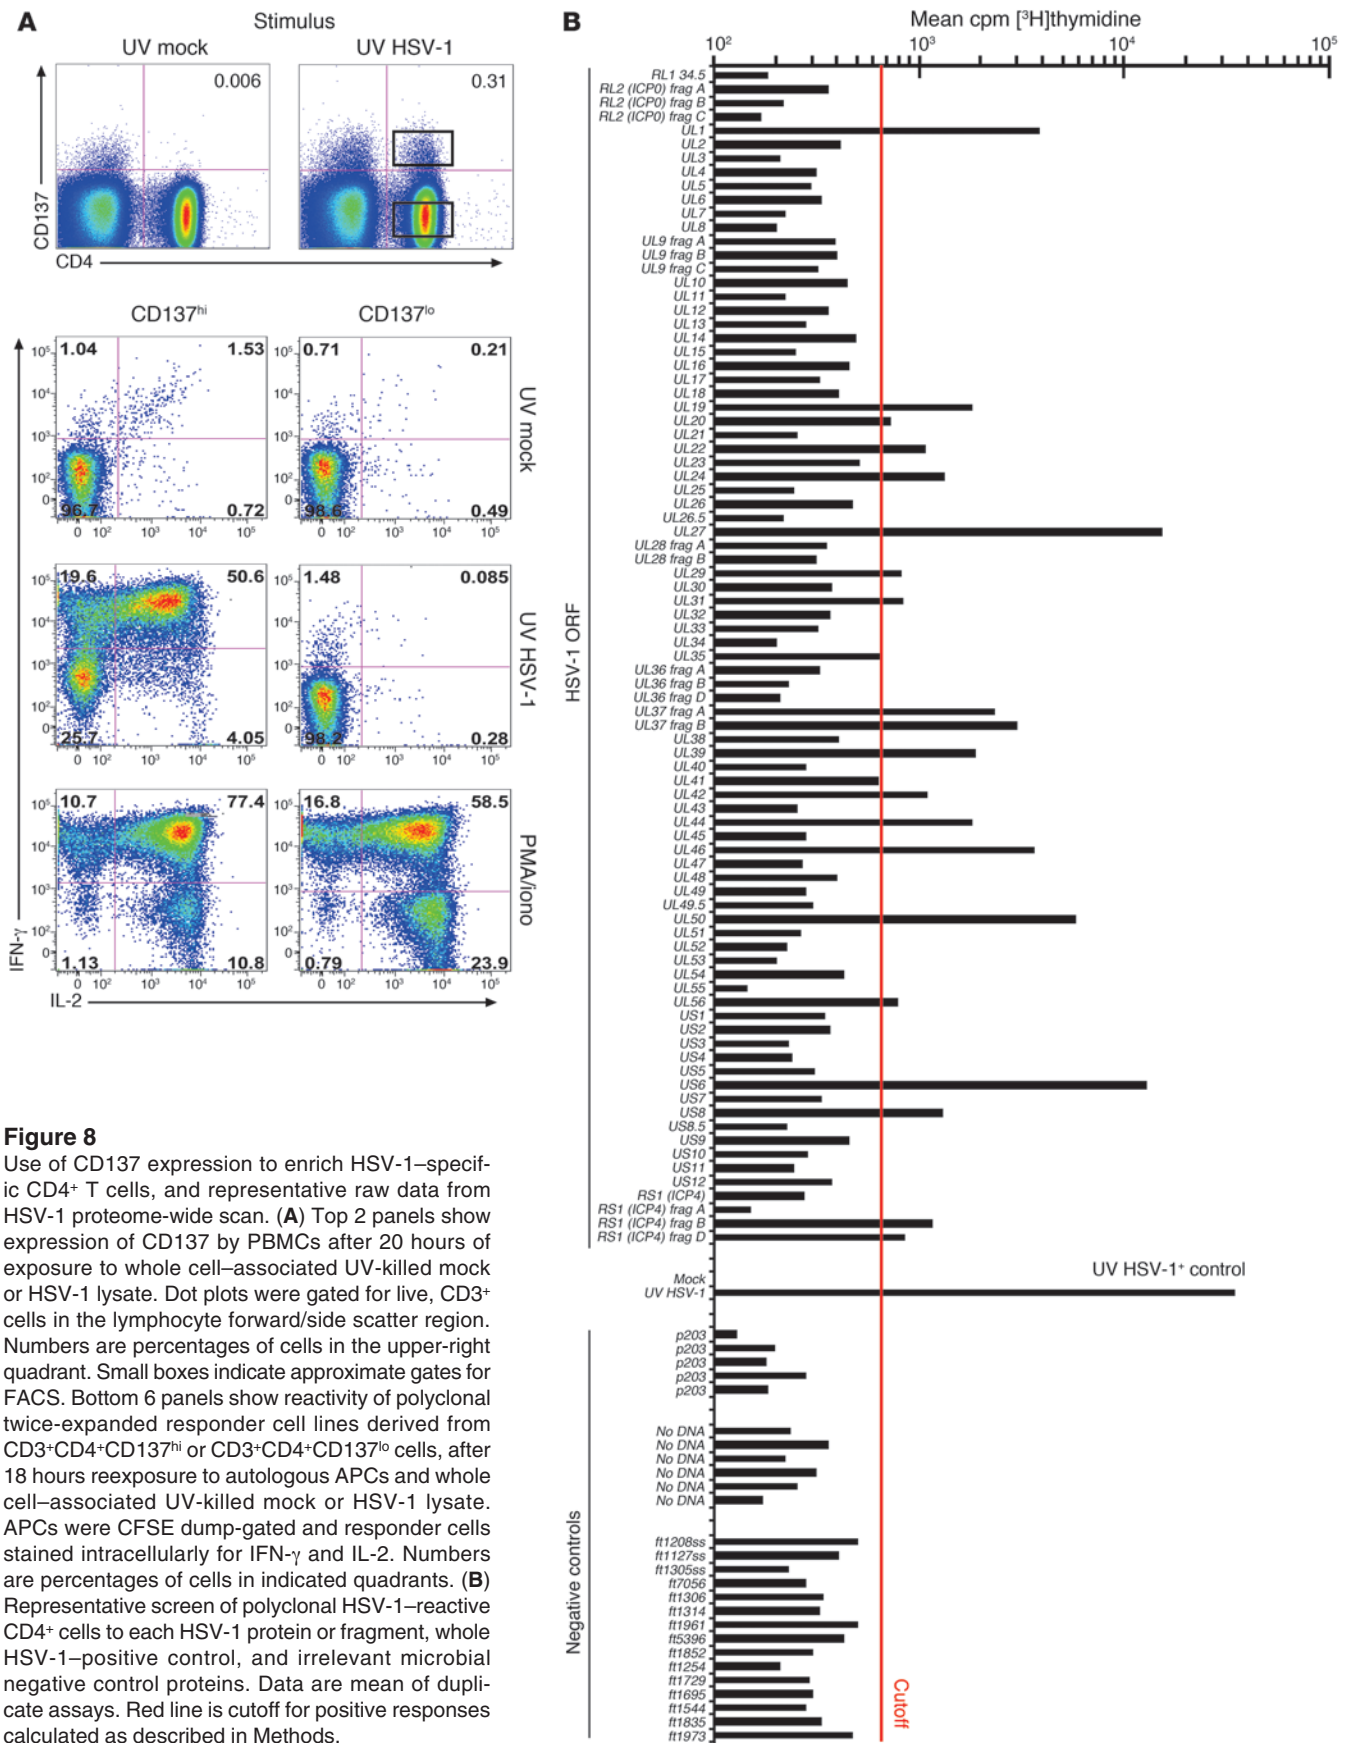 A
Stimulus
UV mock
UV HSV-1
0.006
0.31
CD137
CD4
CD137hi
CD137lo
1.04
1.53
96.7
0.72
0.71
0.21
98.6
0.49
UV mock
19.6
50.6
25.7
4.05
1.48
0.085
98.2
0.28
UV HSV-1
10.7
77.4
1.13
10.8
16.8
58.5
0.79
23.9
PMA/iono
10⁵
10⁴
10³
10²
0
0 10² 10³ 10⁴ 10⁵
IFN-γ
IL-2
Figure 8
Use of CD137 expression to enrich HSV-1–specif-
ic CD4+ T cells, and representative raw data from
HSV-1 proteome-wide scan. (A) Top 2 panels show
expression of CD137 by PBMCs after 20 hours of
exposure to whole cell–associated UV-killed mock
or HSV-1 lysate. Dot plots were gated for live, CD3+
cells in the lymphocyte forward/side scatter region.
Numbers are percentages of cells in the upper-right
quadrant. Small boxes indicate approximate gates for
FACS. Bottom 6 panels show reactivity of polyclonal
twice-expanded responder cell lines derived from
CD3+CD4+CD137hi or CD3+CD4+CD137lo cells, after
18 hours reexposure to autologous APCs and whole
cell–associated UV-killed mock or HSV-1 lysate.
APCs were CFSE dump-gated and responder cells
stained intracellularly for IFN-γ and IL-2. Numbers
are percentages of cells in indicated quadrants. (B)
Representative screen of polyclonal HSV-1–reactive
CD4+ cells to each HSV-1 protein or fragment, whole
HSV-1–positive control, and irrelevant microbial
negative control proteins. Data are mean of dupli-
cate assays. Red line is cutoff for positive responses
calculated as described in Methods.
B
Mean cpm [³H]thymidine
10² 10³ 10⁴ 10⁵
HSV-1 ORF
RL1 34.5
RL2 (ICP0) frag A
RL2 (ICP0) frag B
RL2 (ICP0) frag C
UL1
UL2
UL3
UL4
UL5
UL6
UL7
UL8
UL9 frag A
UL9 frag B
UL9 frag C
UL10
UL11
UL12
UL13
UL14
UL15
UL16
UL17
UL18
UL19
UL20
UL21
UL22
UL23
UL24
UL25
UL26
UL26.5
UL27
UL28 frag A
UL28 frag B
UL29
UL30
UL31
UL32
UL33
UL34
UL35
UL36 frag A
UL36 frag B
UL36 frag D
UL37 frag A
UL37 frag B
UL38
UL39
UL40
UL41
UL42
UL43
UL44
UL45
UL46
UL47
UL48
UL49
UL49.5
UL50
UL51
UL52
UL53
UL54
UL55
UL56
US1
US2
US3
US4
US5
US6
US7
US8
US8.5
US9
US10
US11
US12
RS1 (ICP4)
RS1 (ICP4) frag A
RS1 (ICP4) frag B
RS1 (ICP4) frag D
UV HSV-1+ control
Mock
UV HSV-1
Negative controls
p203
p203
p203
p203
p203
No DNA
No DNA
No DNA
No DNA
No DNA
No DNA
ft1208ss
ft1127ss
ft1305ss
ft7056
ft1306
ft1314
ft1961
ft5396
ft1852
ft1254
ft1729
ft1695
ft1544
ft1835
ft1973
Cutoff